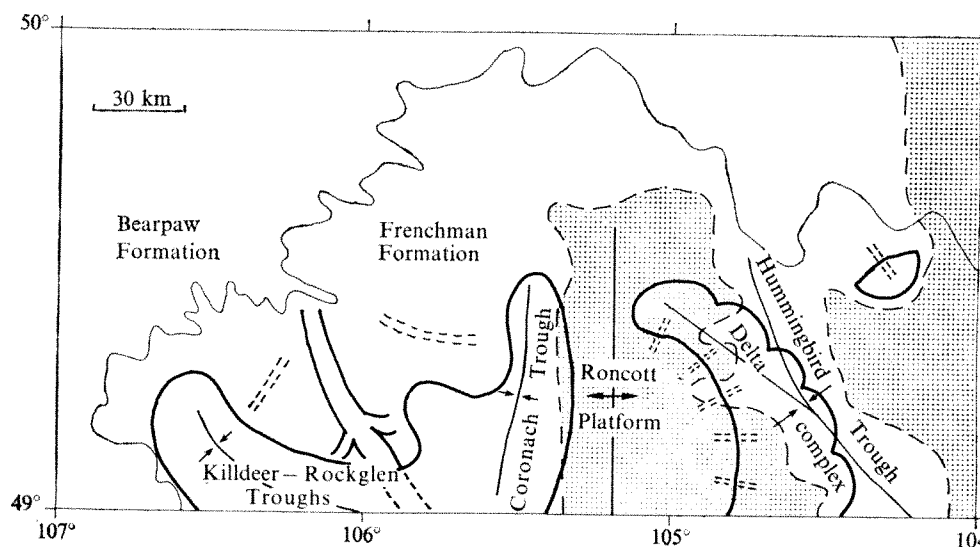 50°
30 km
Bearpaw
Formation
Frenchman
Formation
Hummingbird
Trough
Delta
complex
Coronach Trough
Roncott
Platform
Killdeer – Rockglen
Troughs
49°
107°
106°
105°
104